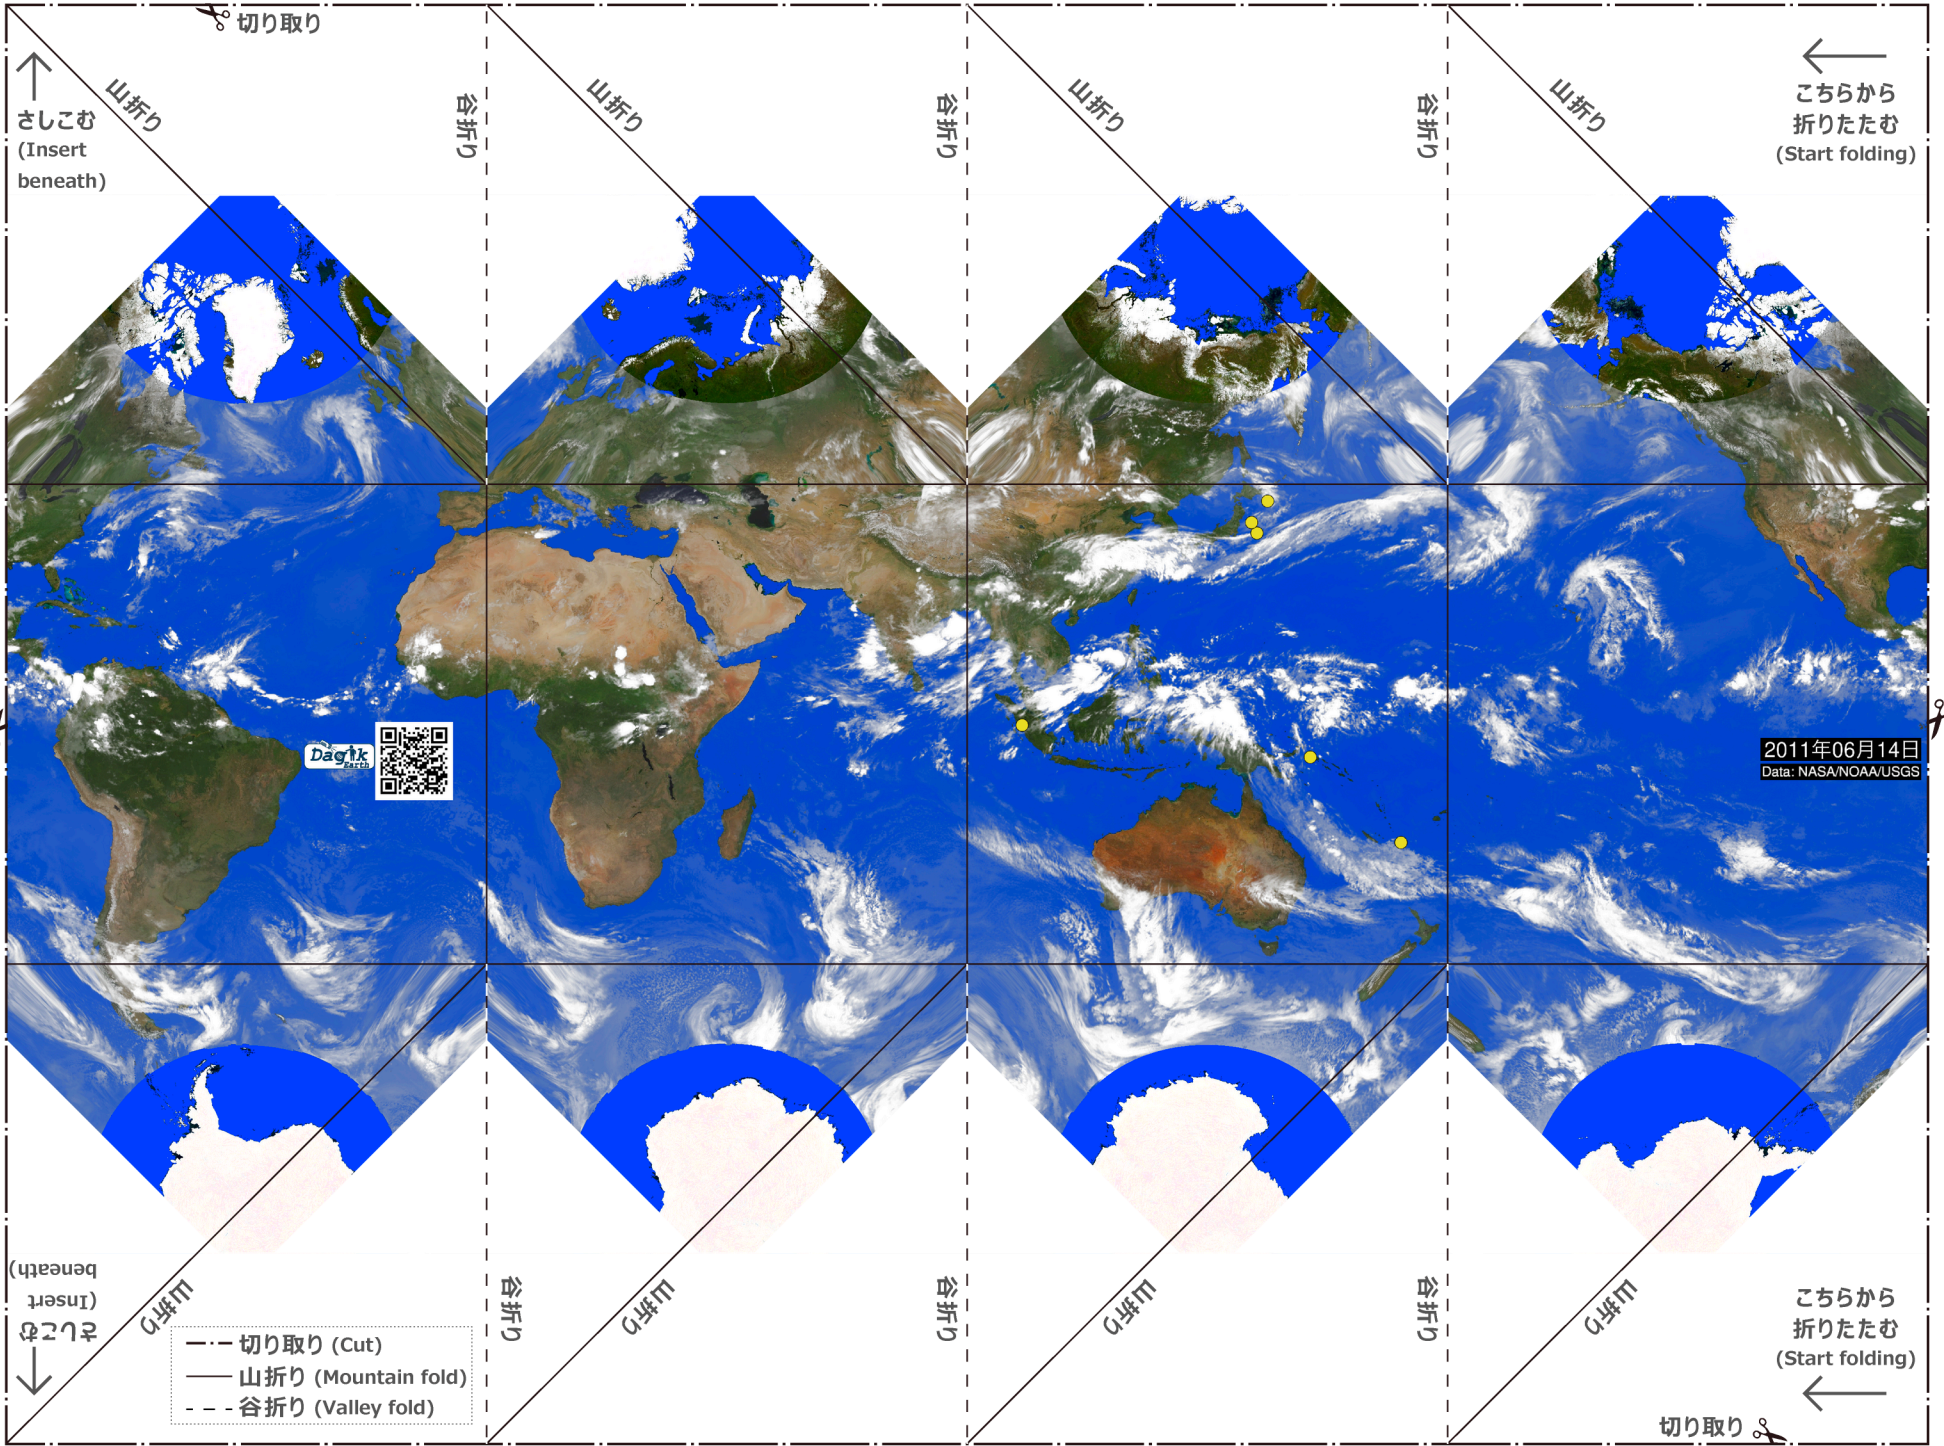 切り取り
山折り
谷折り
山折り
谷折り
山折り
谷折り
山折り
さしこむ
(Insert
beneath)
こちらから
折りたたむ
(Start folding)
Dagik
Earth
2011年06月14日
Data: NASA/NOAA/USGS
さしこむ
(Insert
beneath)
山折り
谷折り
山折り
谷折り
山折り
谷折り
山折り
こちらから
折りたたむ
(Start folding)
切り取り (Cut)
山折り (Mountain fold)
谷折り (Valley fold)
切り取り